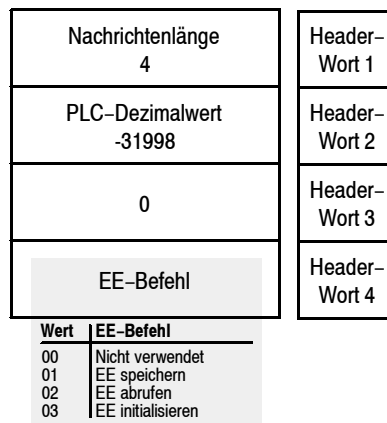 Nachrichtenlänge
4
Header–
Wort 1
PLC–Dezimalwert
-31998
Header–
Wort 2
0
Header–
Wort 3
EE–Befehl
Header–
Wort 4
Wert EE–Befehl
00 Nicht verwendet
01 EE speichern
02 EE abrufen
03 EE initialisieren